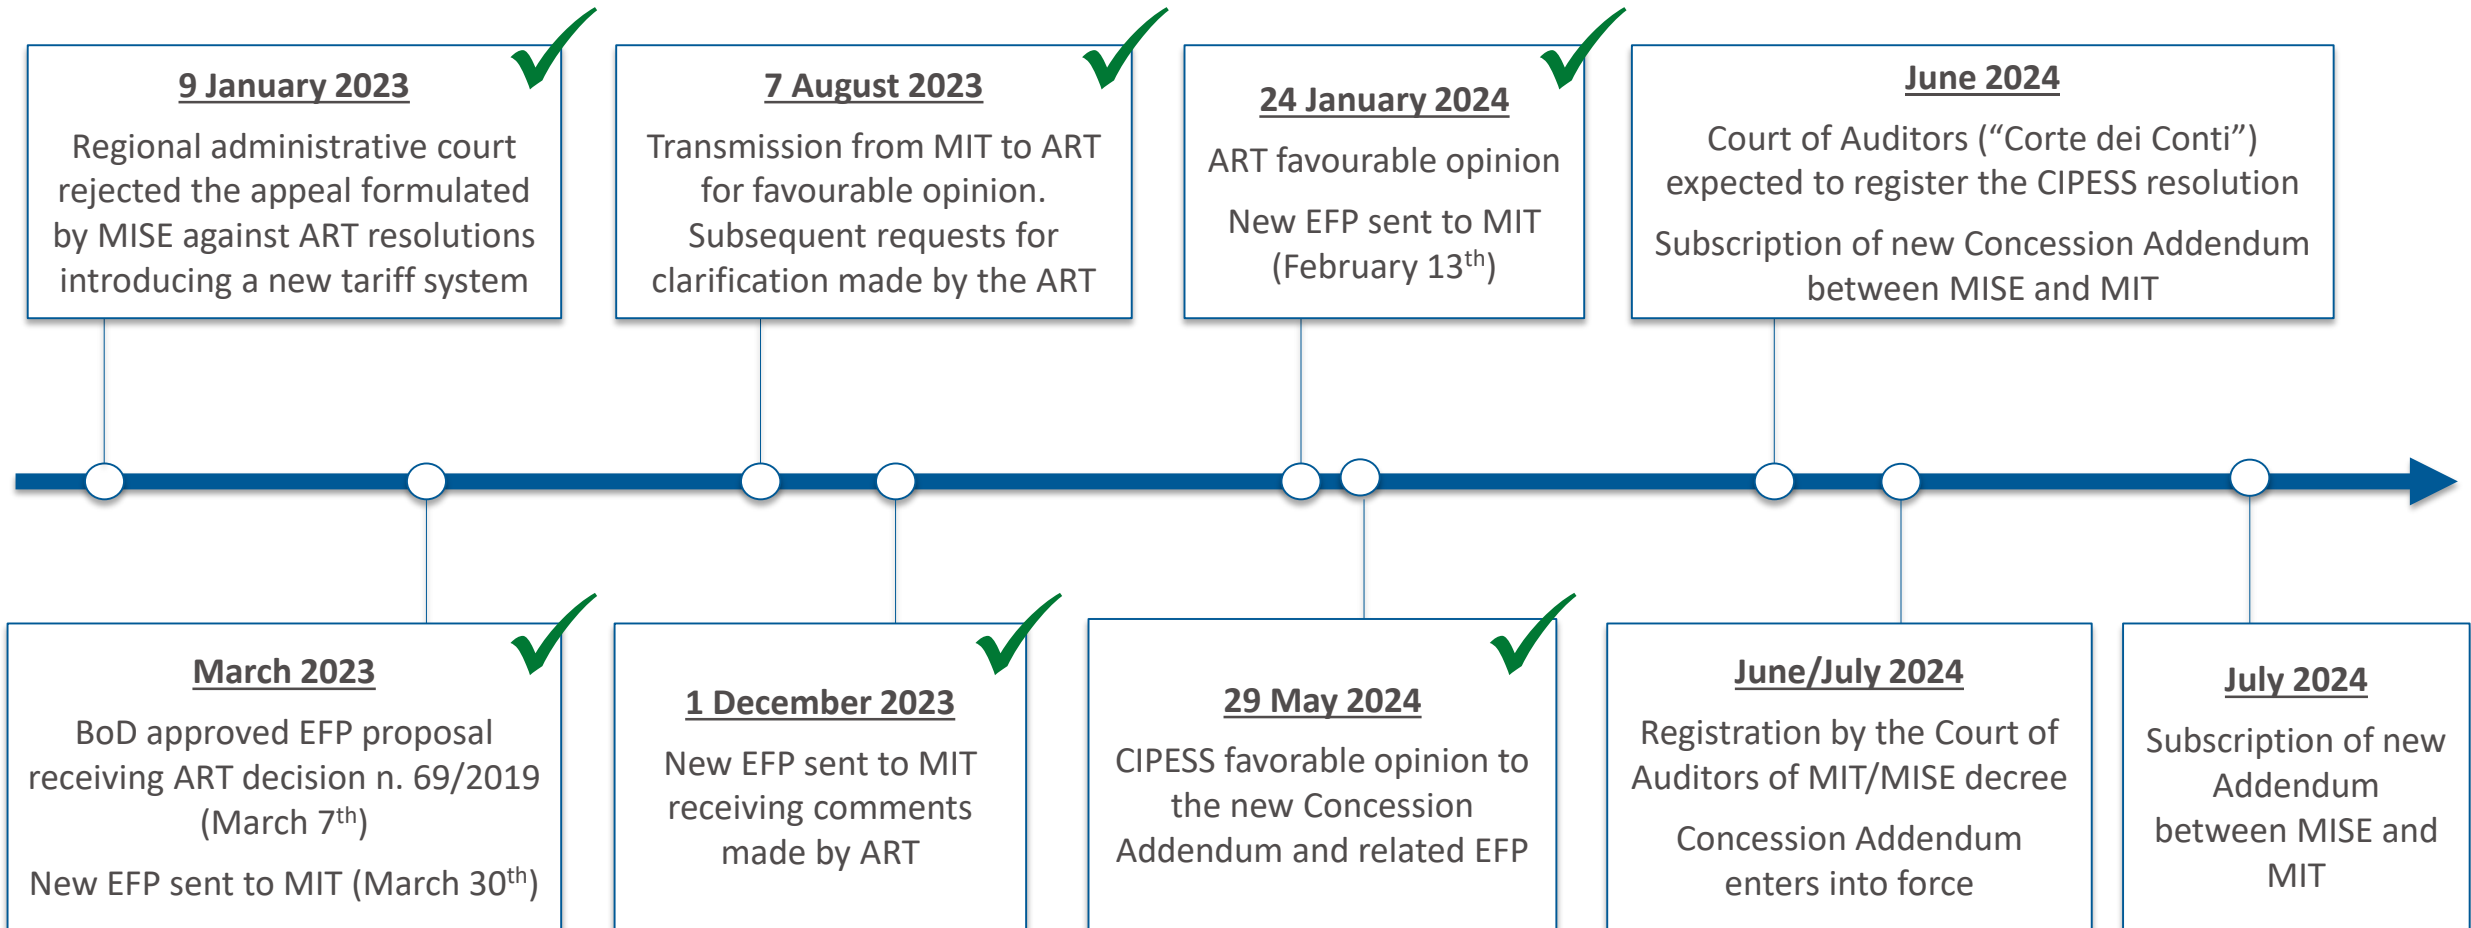 9 January 2023
Regional administrative court
rejected the appeal formulated
by MISE against ART resolutions
introducing a new tariff system
7 August 2023
Transmission from MIT to ART
for favourable opinion.
Subsequent requests for
clarification made by the ART
24 January 2024
ART favourable opinion
New EFP sent to MIT
(February 13th)
June 2024
Court of Auditors (“Corte dei Conti”)
expected to register the CIPESS resolution
Subscription of new Concession Addendum
between MISE and MIT
March 2023
BoD approved EFP proposal
receiving ART decision n. 69/2019
(March 7th)
New EFP sent to MIT (March 30th)
1 December 2023
New EFP sent to MIT
receiving comments
made by ART
29 May 2024
CIPESS favorable opinion to
the new Concession
Addendum and related EFP
June/July 2024
Registration by the Court of
Auditors of MIT/MISE decree
Concession Addendum
enters into force
July 2024
Subscription of new
Addendum
between MISE and
MIT